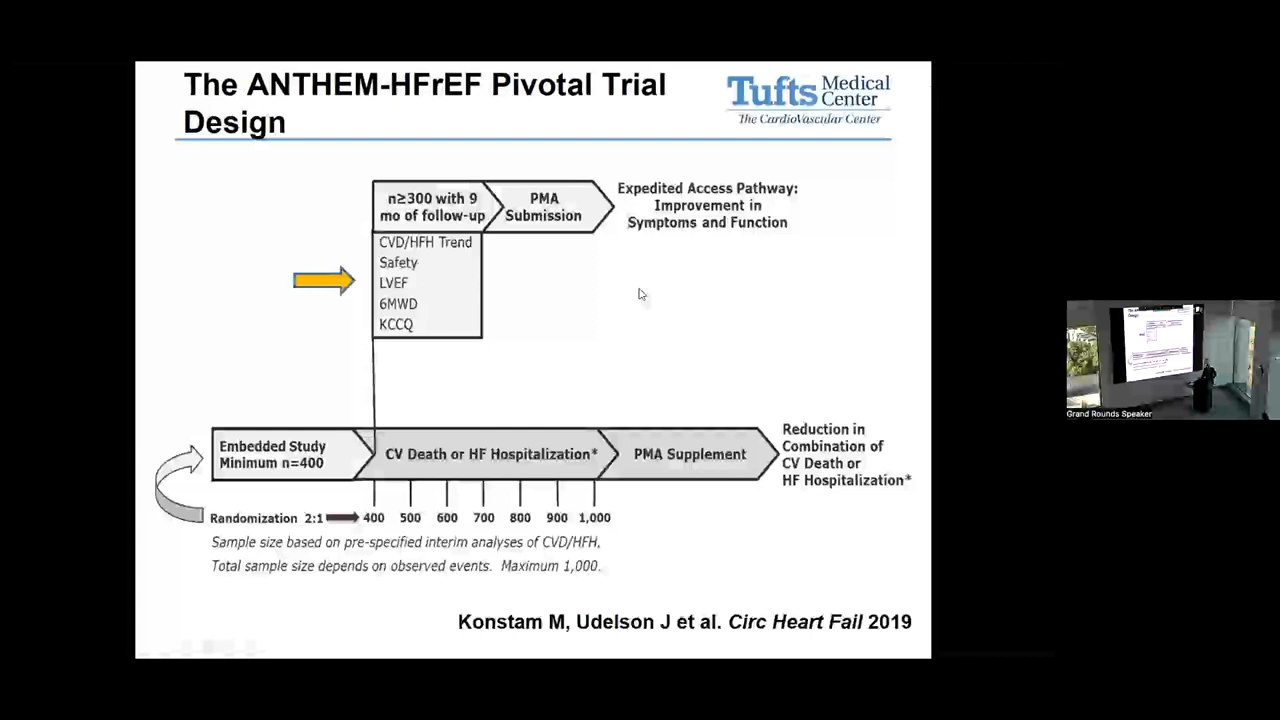 The ANTHEM-HFrEF Pivotal Trial
Design
Tufts Medical
Center
The CardioVascular Center
n≥300 with 9
mo of follow-up
PMA
Submission
Expedited Access Pathway:
Improvement in
Symptoms and Function
CVD/HFH Trend
Safety
LVEF
6MWD
KCCQ
Embedded Study
Minimum n=400
CV Death or HF Hospitalization*
PMA Supplement
Reduction in
Combination of
CV Death or
HF Hospitalization*
Randomization 2:1
400 500 600 700 800 900 1,000
Sample size based on pre-specified interim analyses of CVD/HFH.
Total sample size depends on observed events. Maximum 1,000.
Konstam M, Udelson J et al. Circ Heart Fail 2019
Grand Rounds Speaker